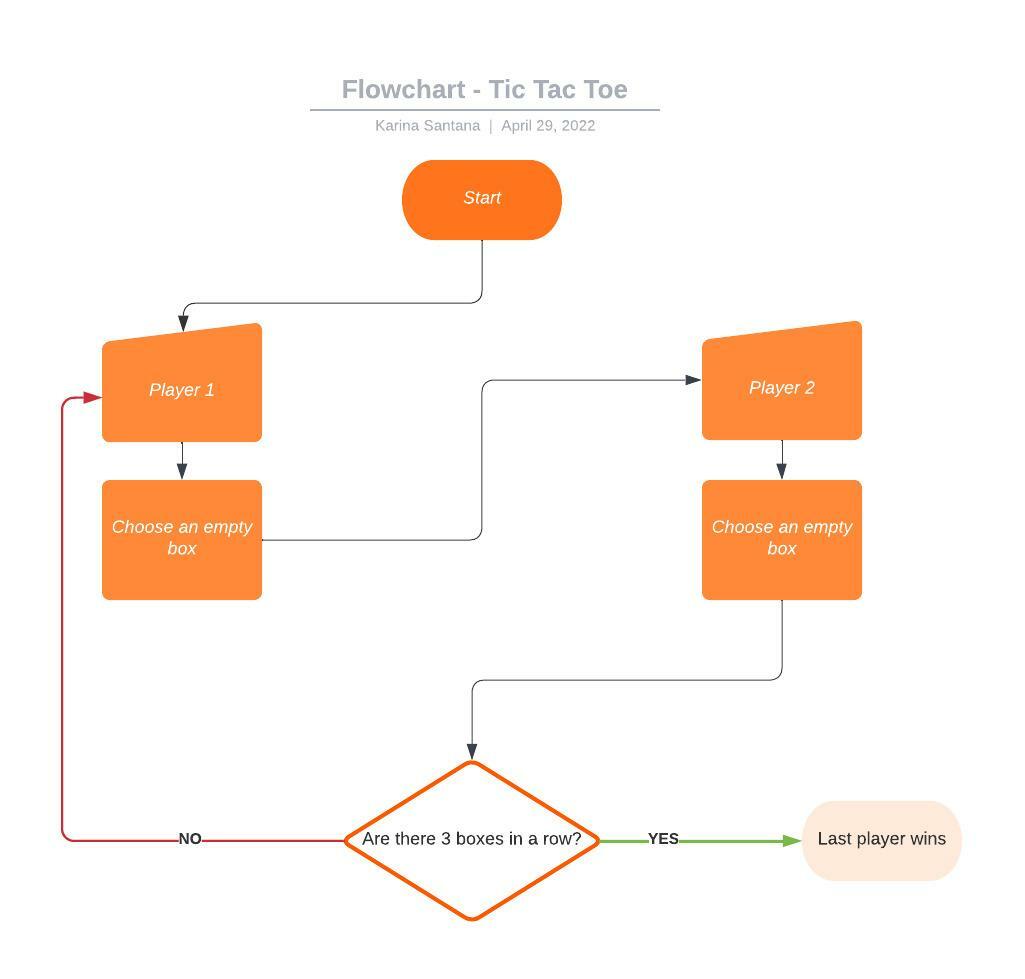 Flowchart - Tic Tac Toe
Karina Santana | April 29, 2022
Start
Player 1
Player 2
Choose an empty
box
Choose an empty
box
Are there 3 boxes in a row?
NO
YES
Last player wins